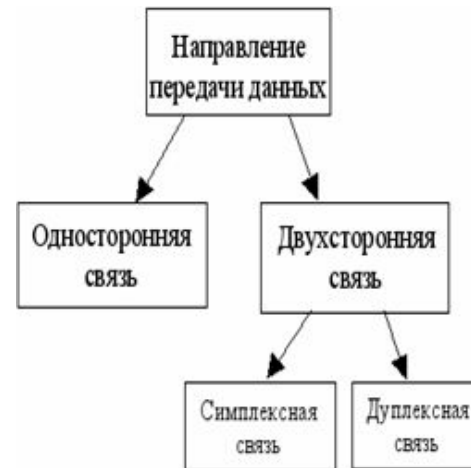 Направление
передачи данных
Односторонняя
связь
Двухсторонняя
связь
Симплексная
связь
Дуплексная
связь